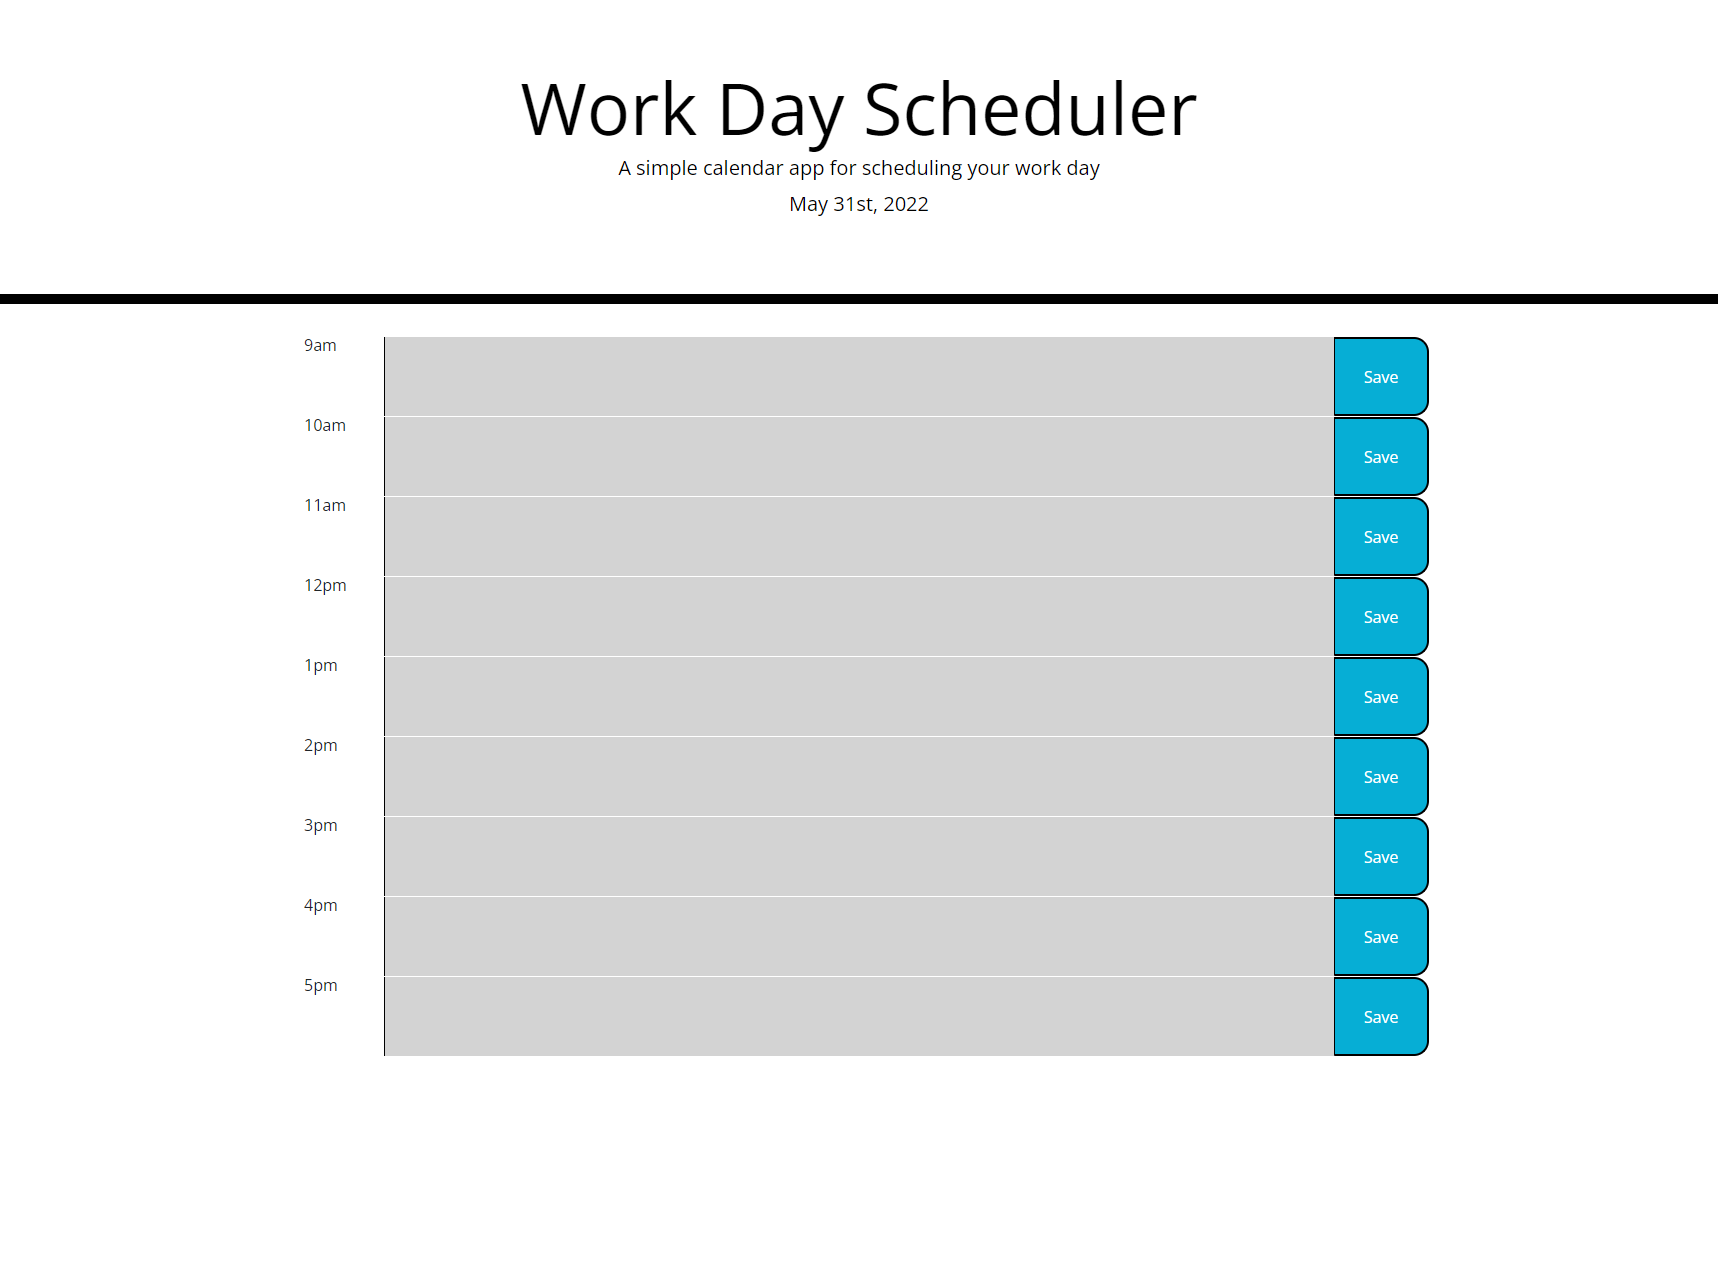 Work Day Scheduler
A simple calendar app for scheduling your work day
May 31st, 2022
9am
Save
10am
Save
11am
Save
12pm
Save
1pm
Save
2pm
Save
3pm
Save
4pm
Save
5pm
Save